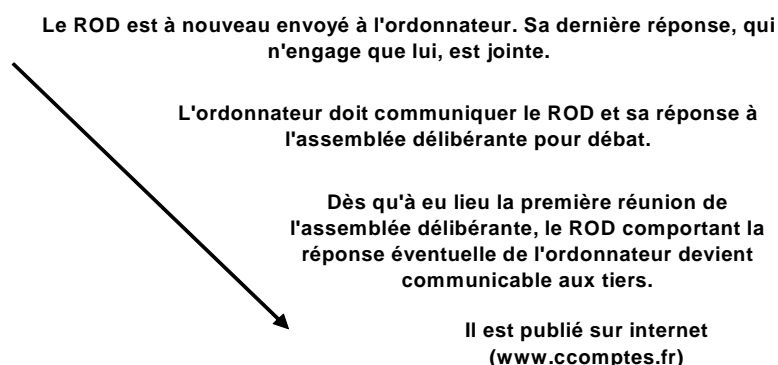 Le ROD est à nouveau envoyé à l'ordonnateur. Sa dernière réponse, qui
n'engage que lui, est jointe.
L'ordonnateur doit communiquer le ROD et sa réponse à
l'assemblée délibérante pour débat.
Dès qu'à eu lieu la première réunion de
l'assemblée délibérante, le ROD comportant la
réponse éventuelle de l'ordonnateur devient
communicable aux tiers.
Il est publié sur internet
(www.ccomptes.fr)